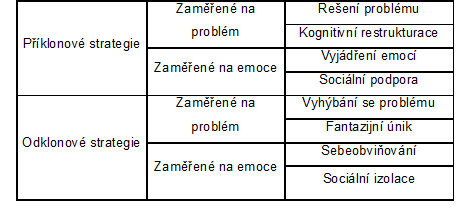 Příklonové strategie
Zaměřené na
problém
Řešení problému
Kognitivní restrukturace
Zaměřené na emoce
Vyjádření emocí
Sociální podpora
Odklonové strategie
Zaměřené na
problém
Vyhýbání se problému
Fantazijní únik
Zaměřené na emoce
Sebeobviňování
Sociální izolace